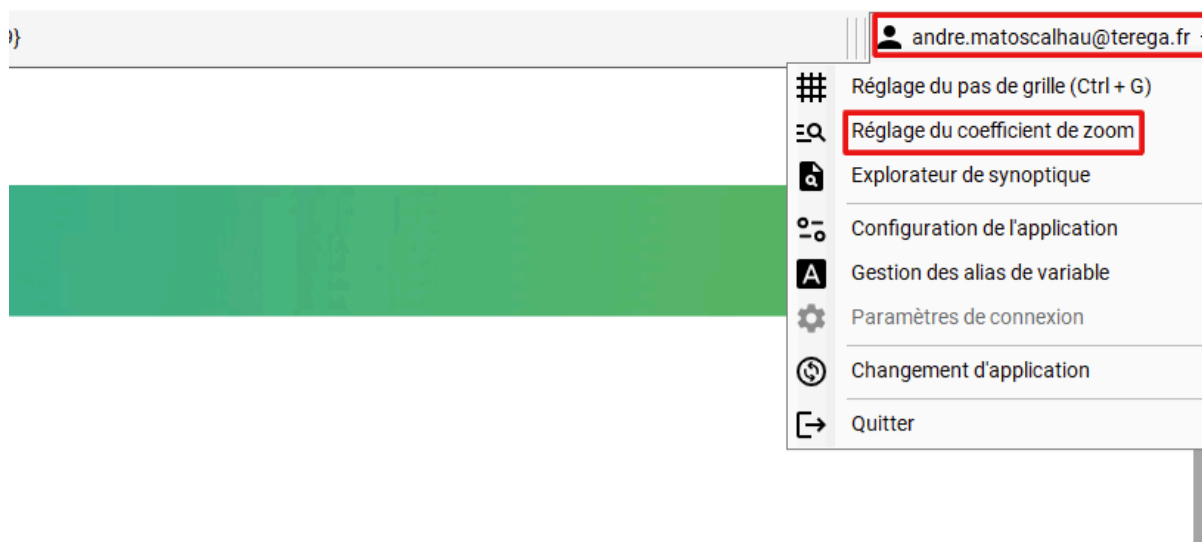 9}
andre.matoscalhau@terega.fr
Réglage du pas de grille (Ctrl + G)
Réglage du coefficient de zoom
Explorateur de synoptique
Configuration de l'application
A Gestion des alias de variable
Paramètres de connexion
Changement d'application
Quitter